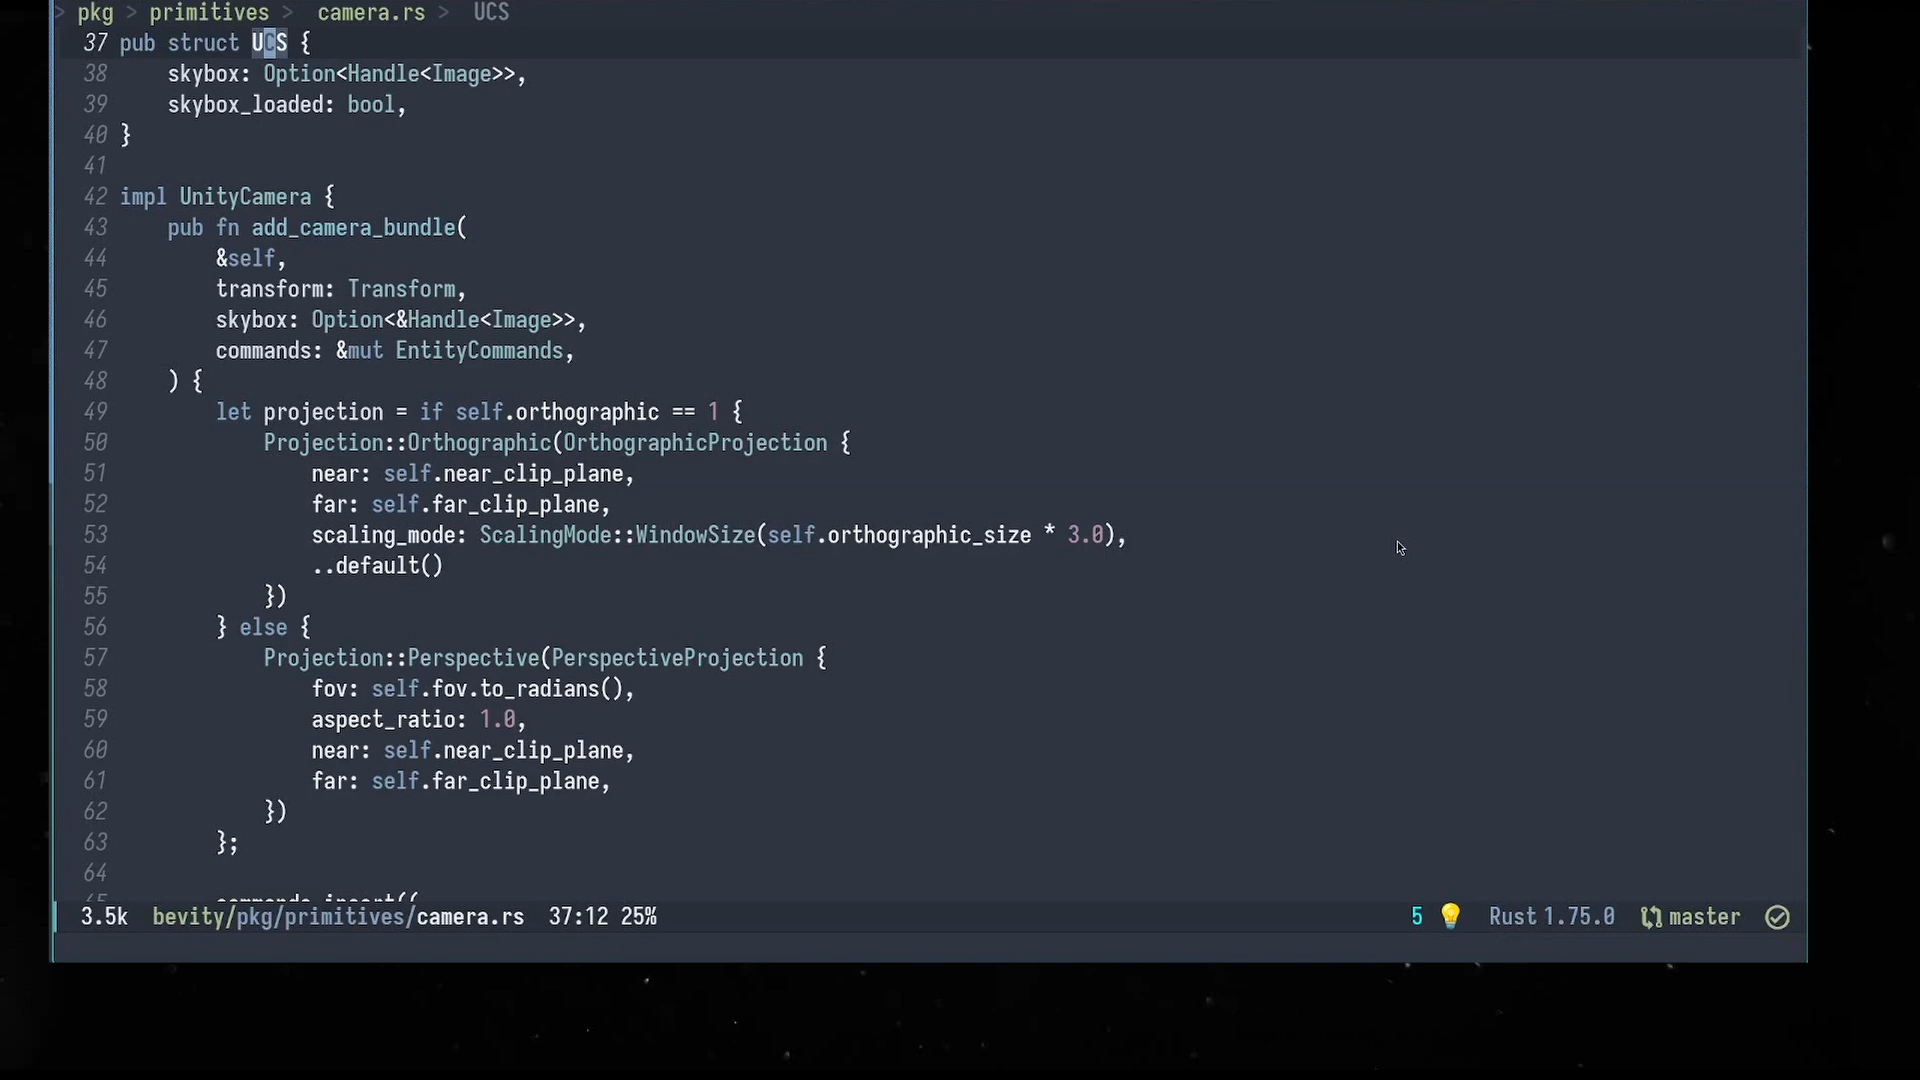 > pkg > primitives > camera.rs > UCS
37 pub struct UCS {
38 skybox: Option<Handle<Image>>,
39 skybox_loaded: bool,
40 }
41
42 impl UnityCamera {
43 pub fn add_camera_bundle(
44 &self,
45 transform: Transform,
46 skybox: Option<&Handle<Image>>,
47 commands: &mut EntityCommands,
48 ) {
49 let projection = if self.orthographic == 1 {
50 Projection::Orthographic(OrthographicProjection {
51 near: self.near_clip_plane,
52 far: self.far_clip_plane,
53 scaling_mode: ScalingMode::WindowSize(self.orthographic_size * 3.0),
54 ..default()
55 })
56 } else {
57 Projection::Perspective(PerspectiveProjection {
58 fov: self.fov.to_radians(),
59 aspect_ratio: 1.0,
60 near: self.near_clip_plane,
61 far: self.far_clip_plane,
62 })
63 };
64
65 commands.insert((
3.5k bevity/pkg/primitives/camera.rs 37:12 25% 5 Rust 1.75.0 master